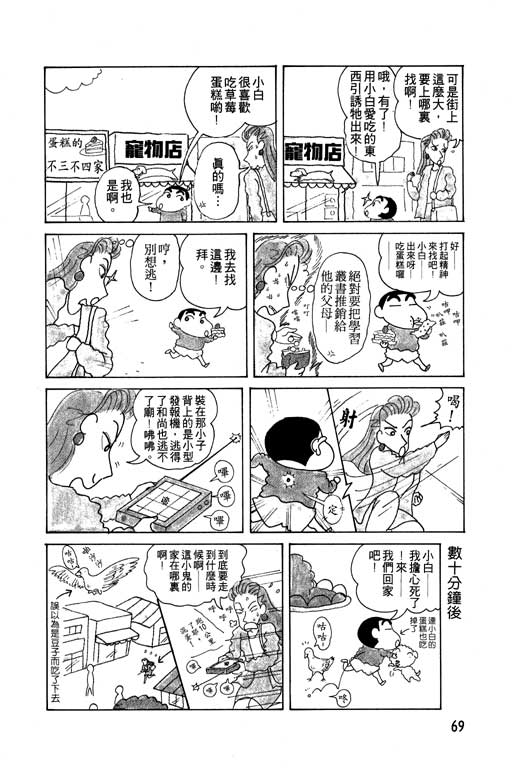 可是街上
這麼大，
要上哪裏
找啊！
哦，有了！
用小白愛吃的東
西引誘牠出來！
寵物店
小白
很喜歡
吃草莓
蛋糕喲！
真的嗎…
我也
是啊。
寵物店
蛋糕的
不三不四家
好──
打起精神
來找吧！
小白──
出來呀──
吃蛋糕囉──
絕對要把學習
叢書推銷給
他的父母──
我去找
這邊！
拜。
哼，
別想逃！
喝！
射
定
裝在那小子
背上的是小型
發報機，逃得
了和尚也逃不
了廟！嘿嘿。
嗶
嗶
嗶
數十分鐘後
小白──
我擔心死了
！來──
我們回家
吧！
連小白的
蛋糕也吃
掉了
咕咕！
到底要走
到什麼時
候啊──
這小鬼的
家在哪裏
啊！
嗶
嗶
咕咕！
誤以為是豆子而吃了下去
69